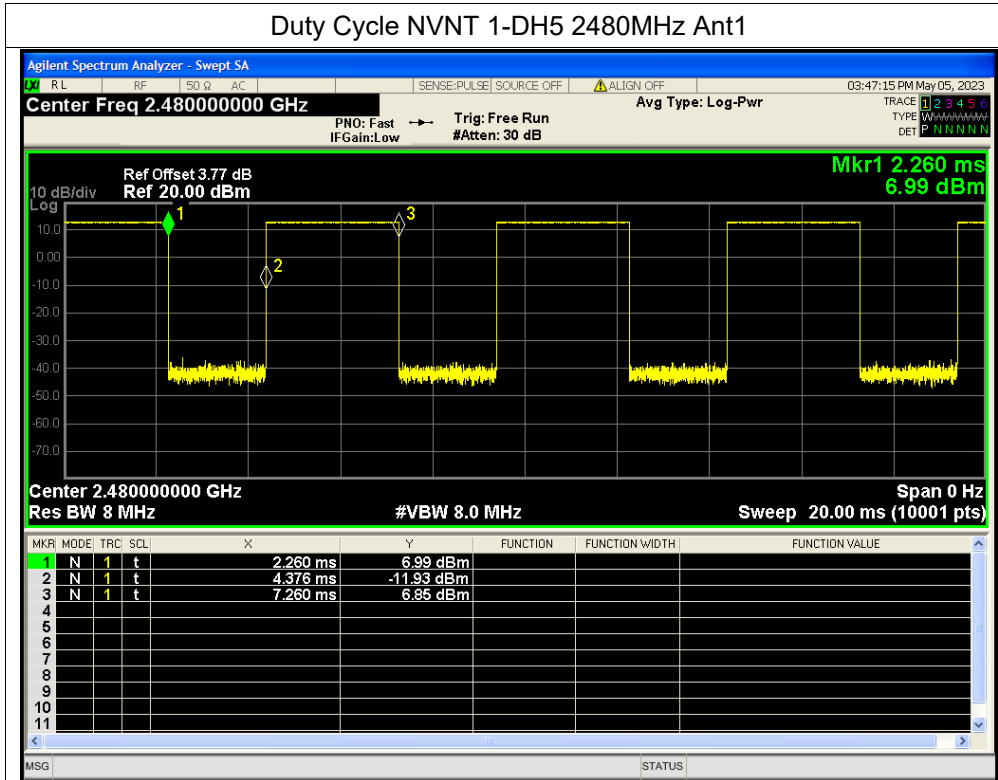 Duty Cycle NVNT 1-DH5 2480MHz Ant1
Agilent Spectrum Analyzer - Swept SA
LXI RL RF 50 Ω AC SENSE:PULSE SOURCE OFF ALIGN OFF 03:47:15 PM May 05, 2023
Center Freq 2.480000000 GHz Avg Type: Log-Pwr TRACE 1 2 3 4 5 6
PNO: Fast Trig: Free Run TYPE WWWWWW
IFGain:Low #Atten: 30 dB DET P N N N N N
Mkr1 2.260 ms
Ref Offset 3.77 dB 6.99 dBm
10 dB/div Ref 20.00 dBm
Log
1 3
10.0
0.00
2
-10.0
-20.0
-30.0
-40.0
-50.0
-60.0
-70.0
Center 2.480000000 GHz Span 0 Hz
Res BW 8 MHz #VBW 8.0 MHz Sweep 20.00 ms (10001 pts)
MKR MODE TRC SCL X Y FUNCTION FUNCTION WIDTH FUNCTION VALUE
1 N 1 t 2.260 ms 6.99 dBm
2 N 1 t 4.376 ms -11.93 dBm
3 N 1 t 7.260 ms 6.85 dBm
4
5
6
7
8
9
10
11
MSG STATUS